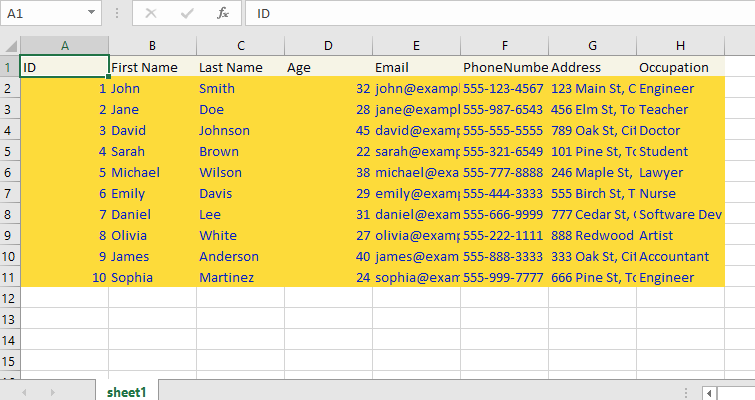 A1 fx ID
A B C D E F G H
1 ID First Name Last Name Age Email PhoneNumbe Address Occupation
2 1 John Smith 32 john@exampl 555-123-4567 123 Main St, C Engineer
3 2 Jane Doe 28 jane@exampl 555-987-6543 456 Elm St, To Teacher
4 3 David Johnson 45 david@exam 555-555-5555 789 Oak St, Cit Doctor
5 4 Sarah Brown 22 sarah@exam 555-321-6549 101 Pine St, To Student
6 5 Michael Wilson 38 michael@exa 555-777-8888 246 Maple St, Lawyer
7 6 Emily Davis 29 emily@exam 555-444-3333 555 Birch St, T Nurse
8 7 Daniel Lee 31 daniel@exam 555-666-9999 777 Cedar St, Software Dev
9 8 Olivia White 27 olivia@examp 555-222-1111 888 Redwood Artist
10 9 James Anderson 40 james@exam 555-888-3333 333 Oak St, Cit Accountant
11 10 Sophia Martinez 24 sophia@exam 555-999-7777 666 Pine St, To Engineer
12
13
14
15
sheet1